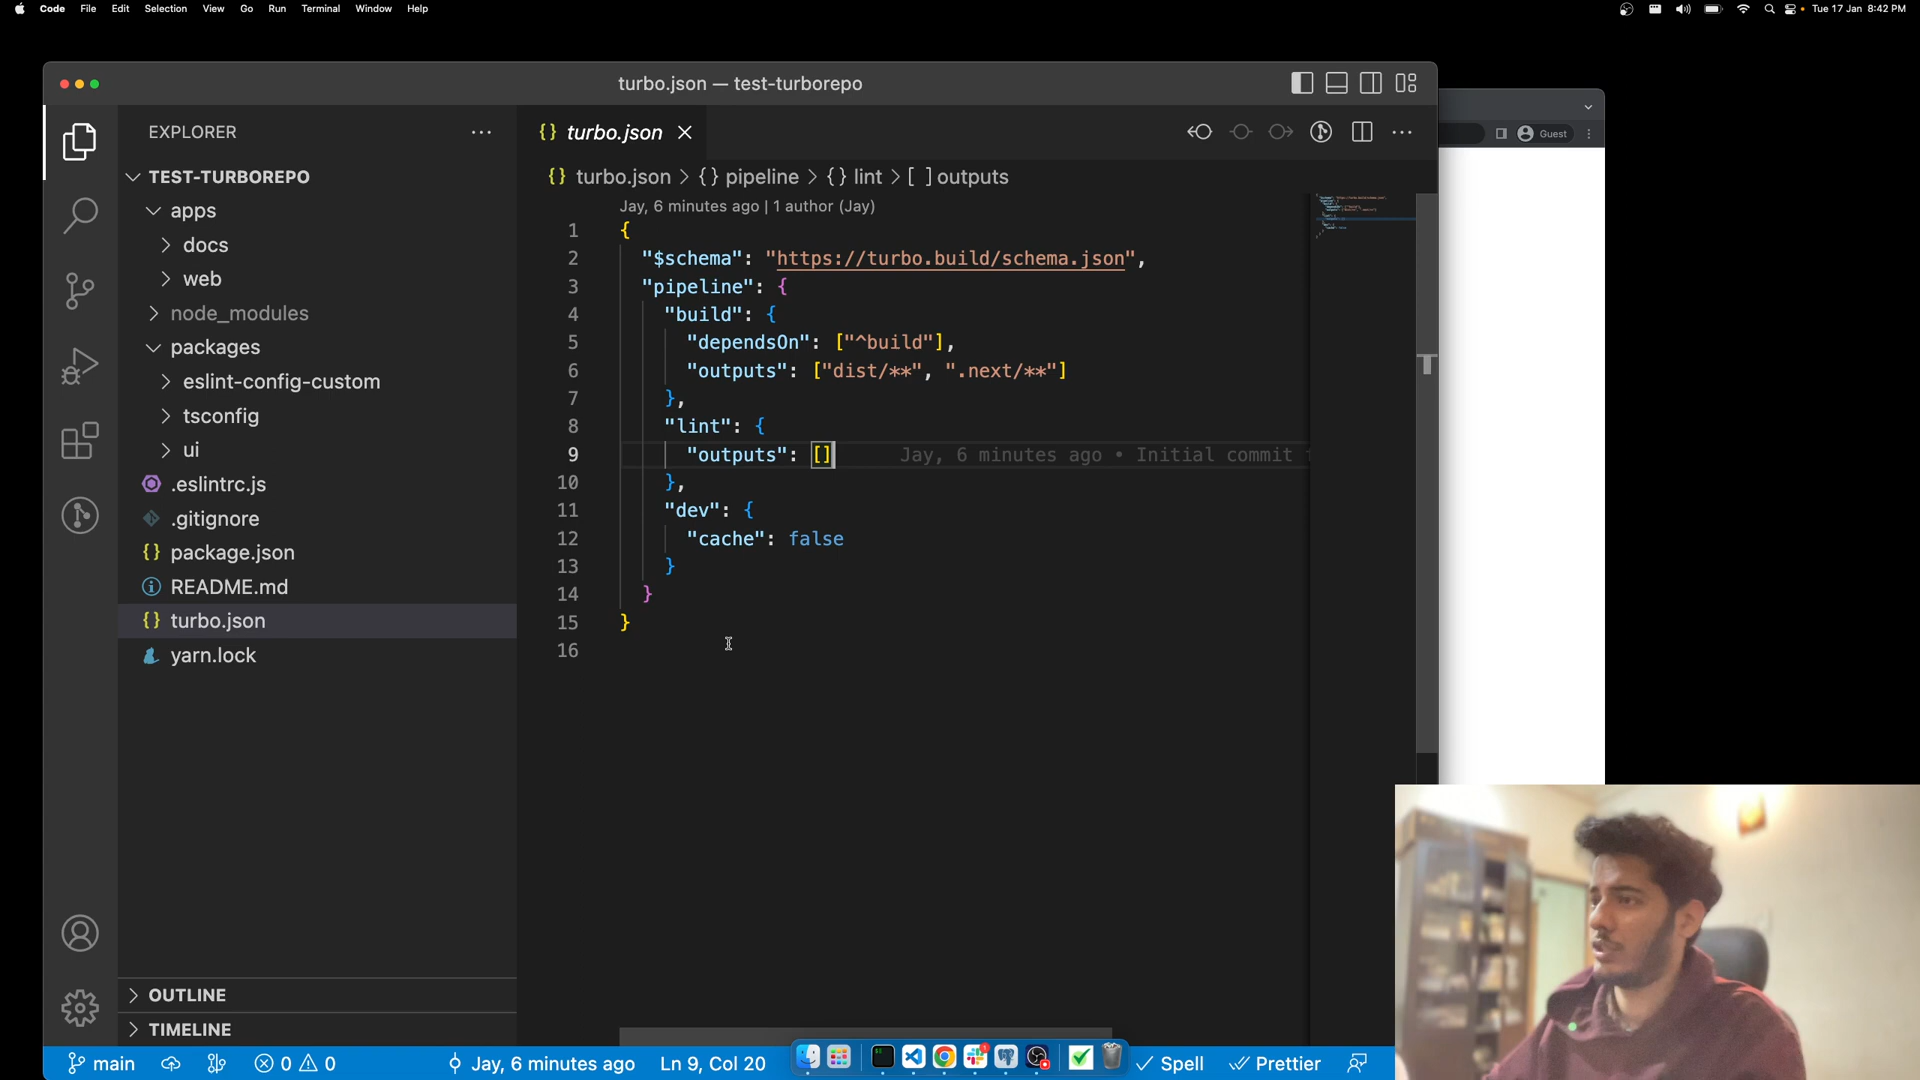 Code File Edit Selection View Go Run Terminal Window Help
Tue 17 Jan 8:42 PM
turbo.json — test-turborepo
Guest
EXPLORER
TEST-TURBOREPO
apps
docs
web
node_modules
packages
eslint-config-custom
tsconfig
ui
.eslintrc.js
.gitignore
package.json
README.md
turbo.json
yarn.lock
OUTLINE
TIMELINE
{} turbo.json
{} turbo.json > {} pipeline > {} lint > [ ] outputs
Jay, 6 minutes ago | 1 author (Jay)
1 {
2 "$schema": "https://turbo.build/schema.json",
3 "pipeline": {
4 "build": {
5 "dependsOn": ["^build"],
6 "outputs": ["dist/**", ".next/**"]
7 },
8 "lint": {
9 "outputs": [] Jay, 6 minutes ago • Initial commit
10 },
11 "dev": {
12 "cache": false
13 }
14 }
15 }
16
main 0 0 Jay, 6 minutes ago Ln 9, Col 20 1 Spell Prettier